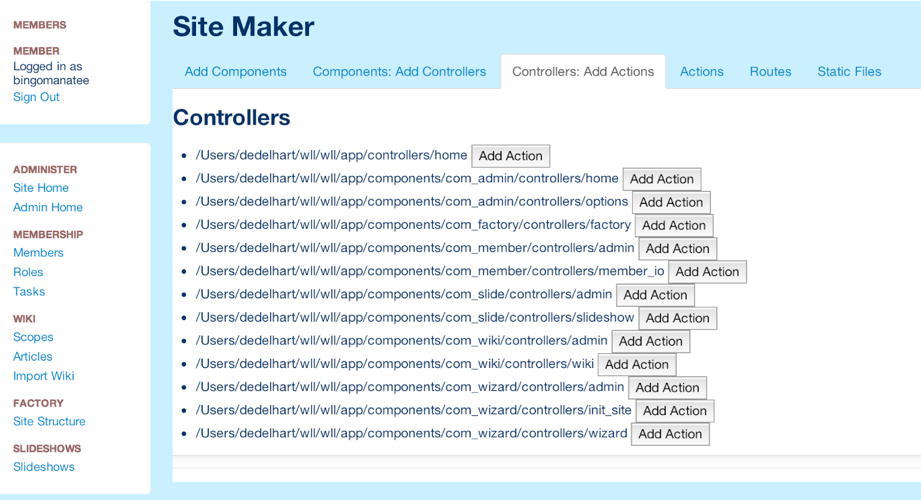 MEMBERS
MEMBER
Logged in as
bingomanatee
Sign Out
ADMINISTER
Site Home
Admin Home
MEMBERSHIP
Members
Roles
Tasks
WIKI
Scopes
Articles
Import Wiki
FACTORY
Site Structure
SLIDESHOWS
Slideshows
Site Maker
Add Components Components: Add Controllers Controllers: Add Actions Actions Routes Static Files
Controllers
• /Users/dedelhart/wll/wll/app/controllers/home Add Action
• /Users/dedelhart/wll/wll/app/components/com_admin/controllers/home Add Action
• /Users/dedelhart/wll/wll/app/components/com_admin/controllers/options Add Action
• /Users/dedelhart/wll/wll/app/components/com_factory/controllers/factory Add Action
• /Users/dedelhart/wll/wll/app/components/com_member/controllers/admin Add Action
• /Users/dedelhart/wll/wll/app/components/com_member/controllers/member_io Add Action
• /Users/dedelhart/wll/wll/app/components/com_slide/controllers/admin Add Action
• /Users/dedelhart/wll/wll/app/components/com_slide/controllers/slideshow Add Action
• /Users/dedelhart/wll/wll/app/components/com_wiki/controllers/admin Add Action
• /Users/dedelhart/wll/wll/app/components/com_wiki/controllers/wiki Add Action
• /Users/dedelhart/wll/wll/app/components/com_wizard/controllers/admin Add Action
• /Users/dedelhart/wll/wll/app/components/com_wizard/controllers/init_site Add Action
• /Users/dedelhart/wll/wll/app/components/com_wizard/controllers/wizard Add Action